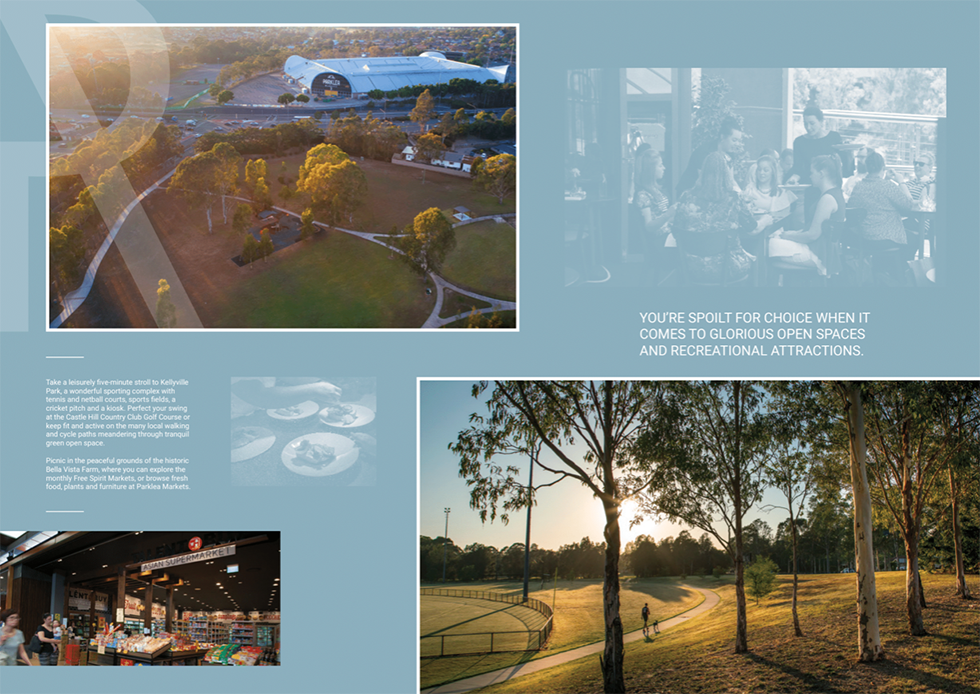 YOU'RE SPOILT FOR CHOICE WHEN IT
COMES TO GLORIOUS OPEN SPACES
AND RECREATIONAL ATTRACTIONS.
Take a leisurely five-minute stroll to Kellyville
Park, a wonderful sporting complex with
tennis and netball courts, sports fields, a
cricket pitch and a kiosk. Perfect your swing
at the Castle Hill Country Club Golf Course or
keep fit and active on the many local walking
and cycle paths meandering through tranquil
green open space.
Picnic in the peaceful grounds of the historic
Bella Vista Farm, where you can explore the
monthly Free Spirit Markets, or browse fresh
food, plants and furniture at Parklea Markets.
ASIAN SUPERMARKET